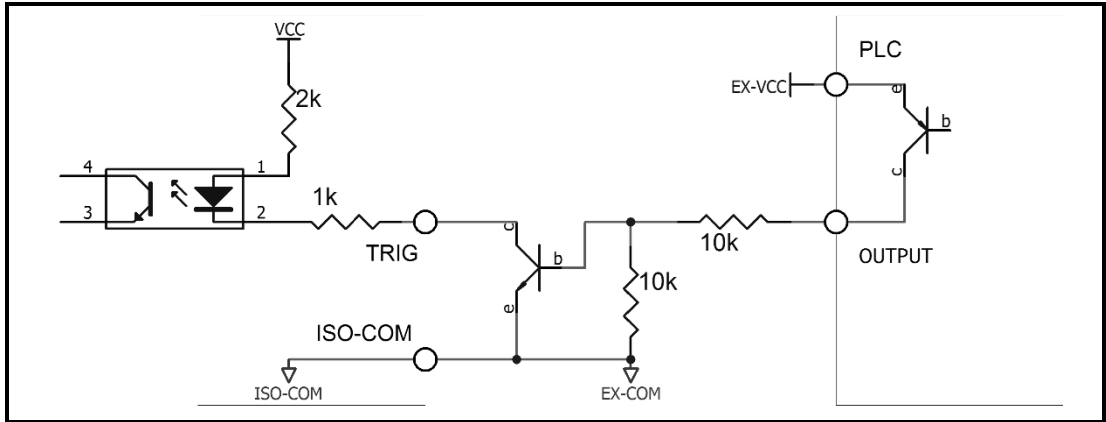 VCC
PLC
2k
EX-VCC
e
b
c
4
1
3
2
1k
TRIG
c
b
e
10k
10k
OUTPUT
ISO-COM
ISO-COM
EX-COM